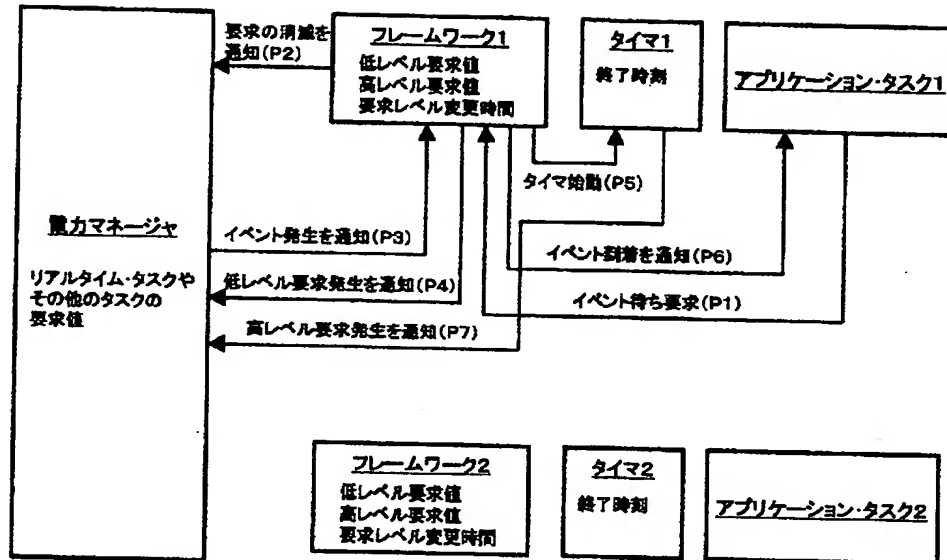 要求の消滅を
通知(P2)
フレームワーク1
低レベル要求値
高レベル要求値
要求レベル変更時間
タイマ1
終了時刻
アプリケーション・タスク1
タイマ始動(P5)
電力マネージャ
リアルタイム・タスクや
その他のタスクの
要求値
イベント発生を通知(P3)
イベント到着を通知(P6)
低レベル要求発生を通知(P4)
イベント待ち要求(P1)
高レベル要求発生を通知(P7)
フレームワーク2
低レベル要求値
高レベル要求値
要求レベル変更時間
タイマ2
終了時刻
アプリケーション・タスク2